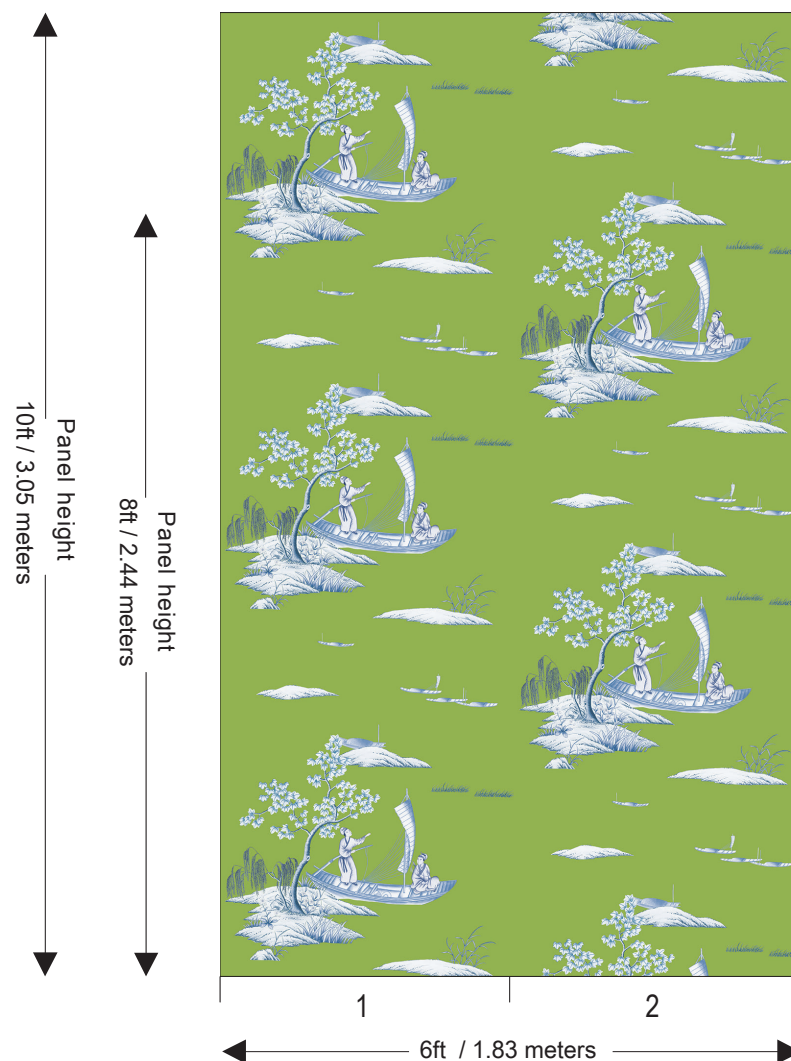 Panel height
10ft / 3.05 meters
Panel height
8ft / 2.44 meters
1
2
6ft / 1.83 meters